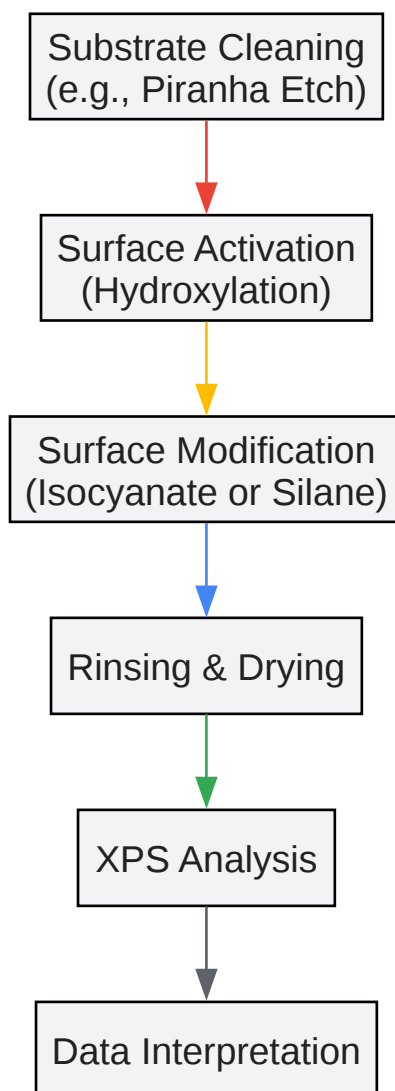 Substrate Cleaning
(e.g., Piranha Etch)
Surface Activation
(Hydroxylation)
Surface Modification
(Isocyanate or Silane)
Rinsing & Drying
XPS Analysis
Data Interpretation